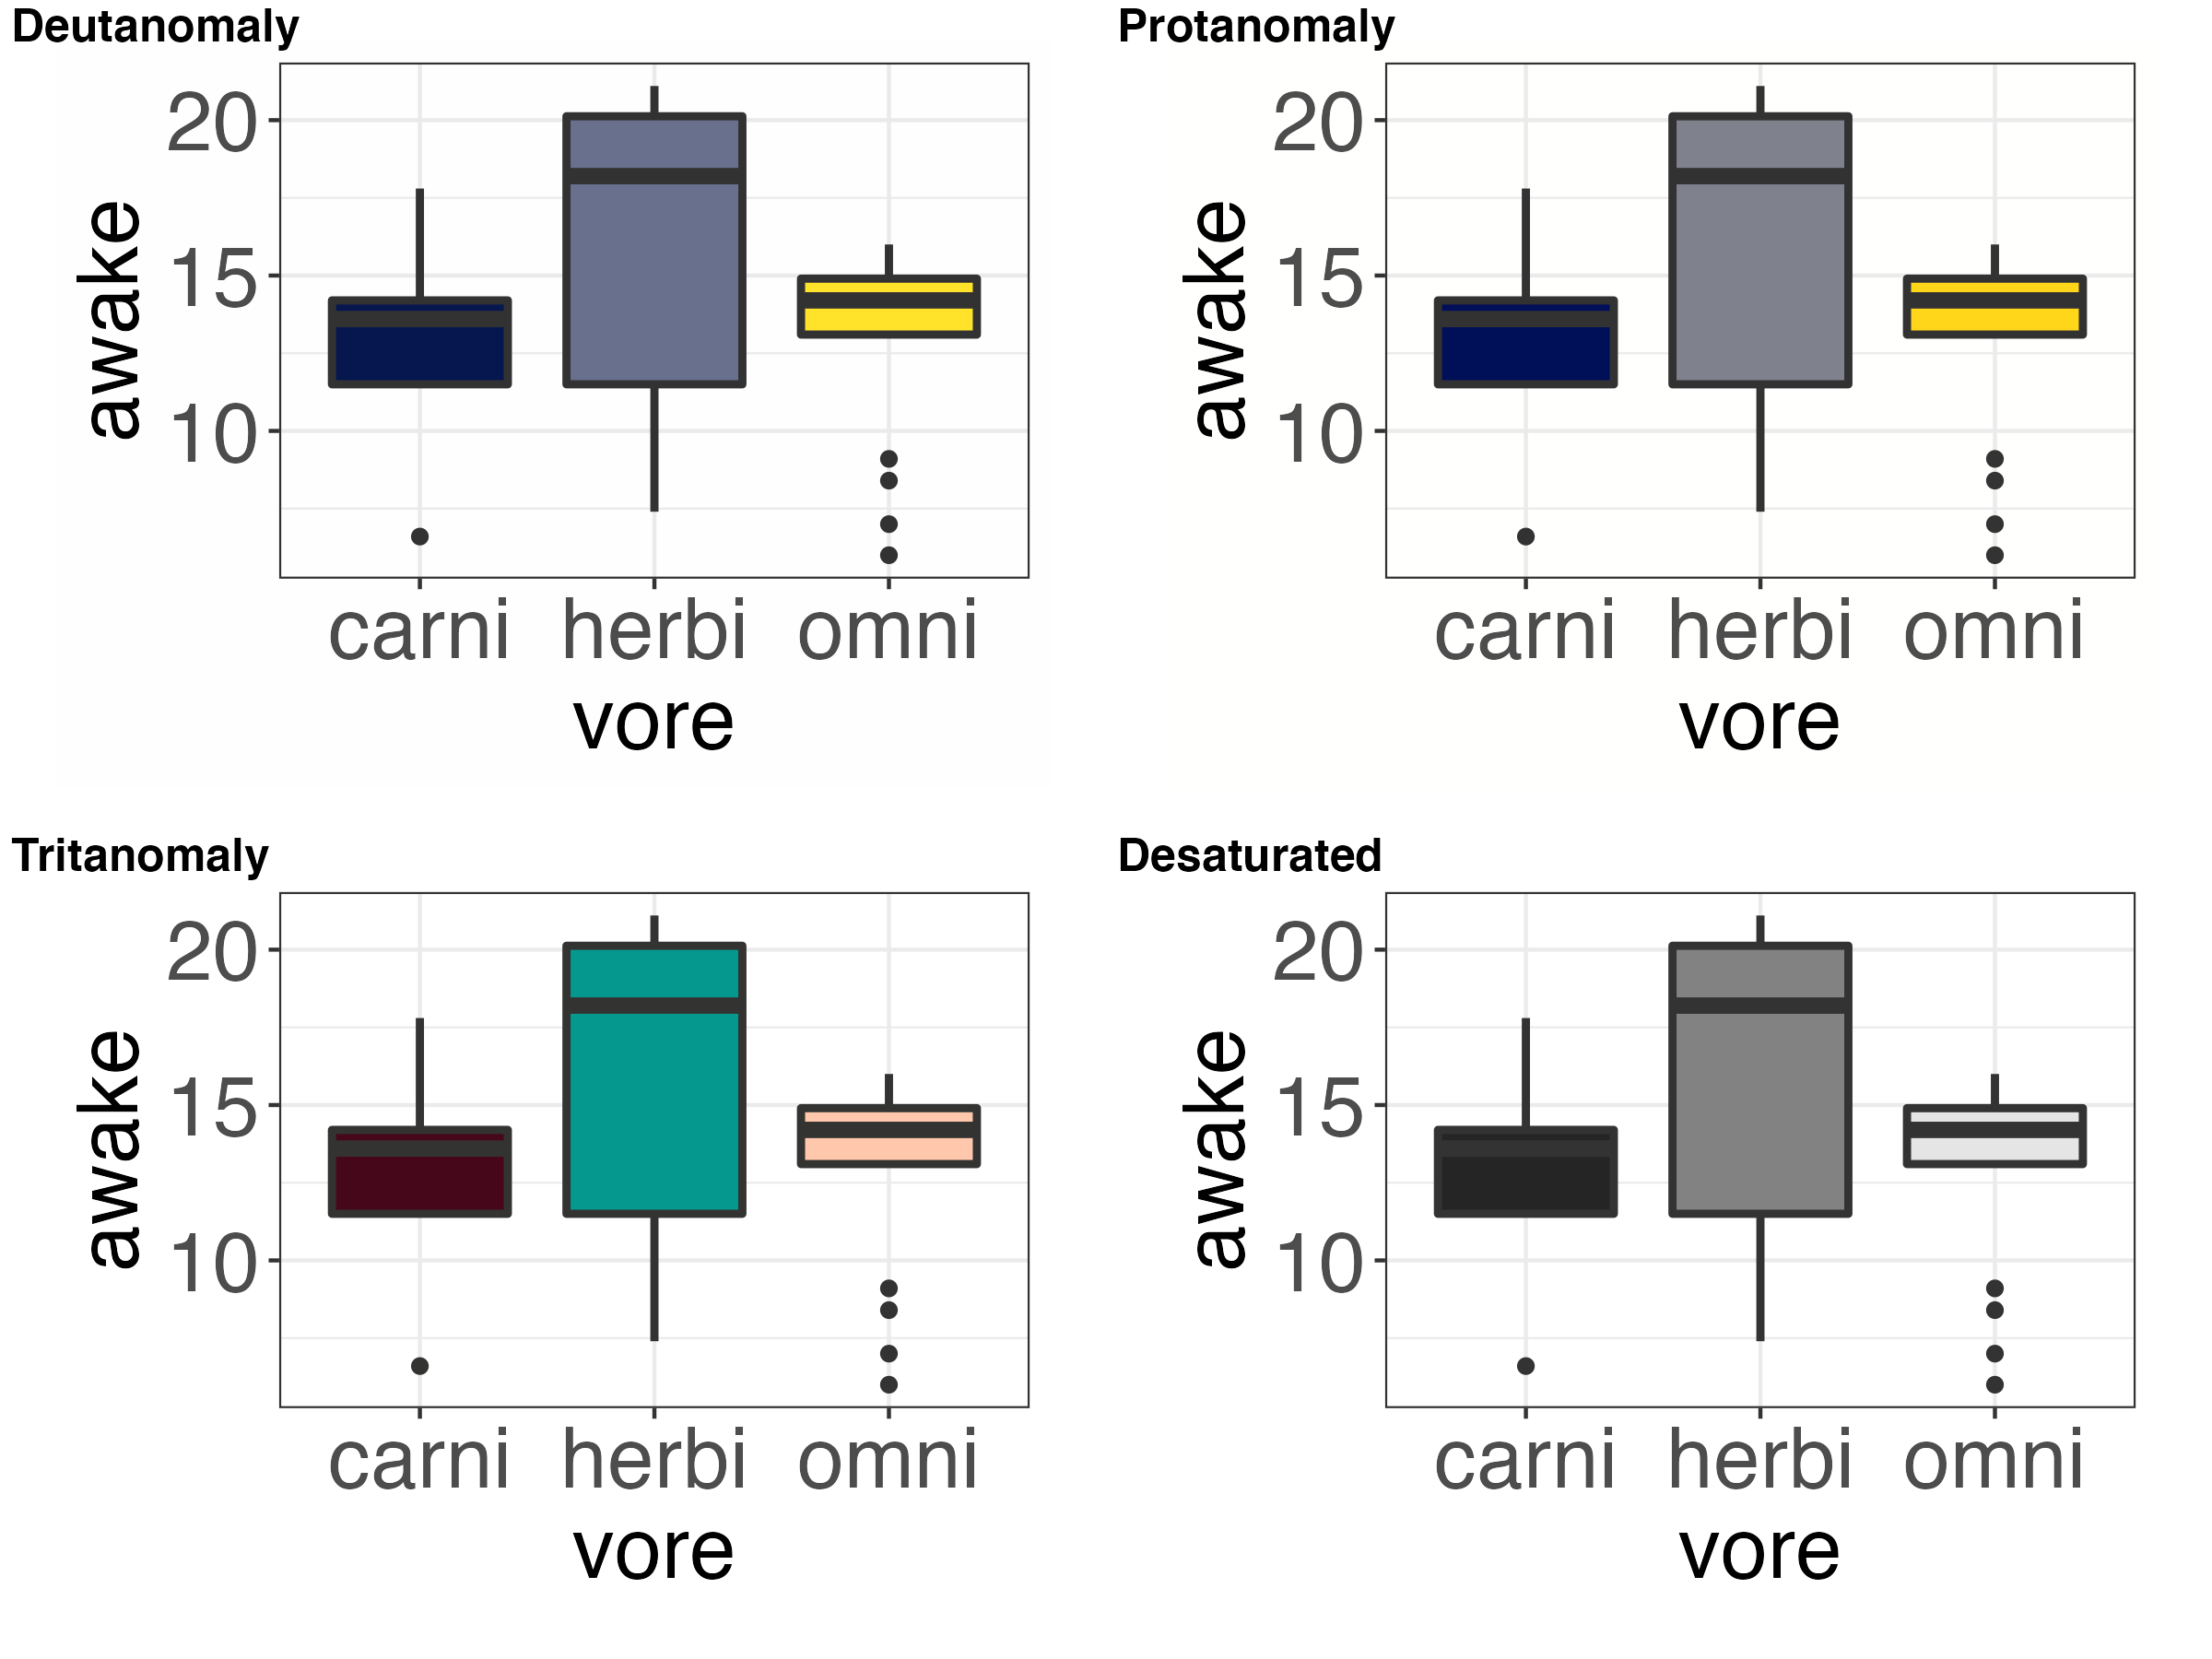 Deutanomaly
awake
20
15
10
carni herbi omni
vore
Protanomaly
awake
20
15
10
carni herbi omni
vore
Tritanomaly
awake
20
15
10
carni herbi omni
vore
Desaturated
awake
20
15
10
carni herbi omni
vore